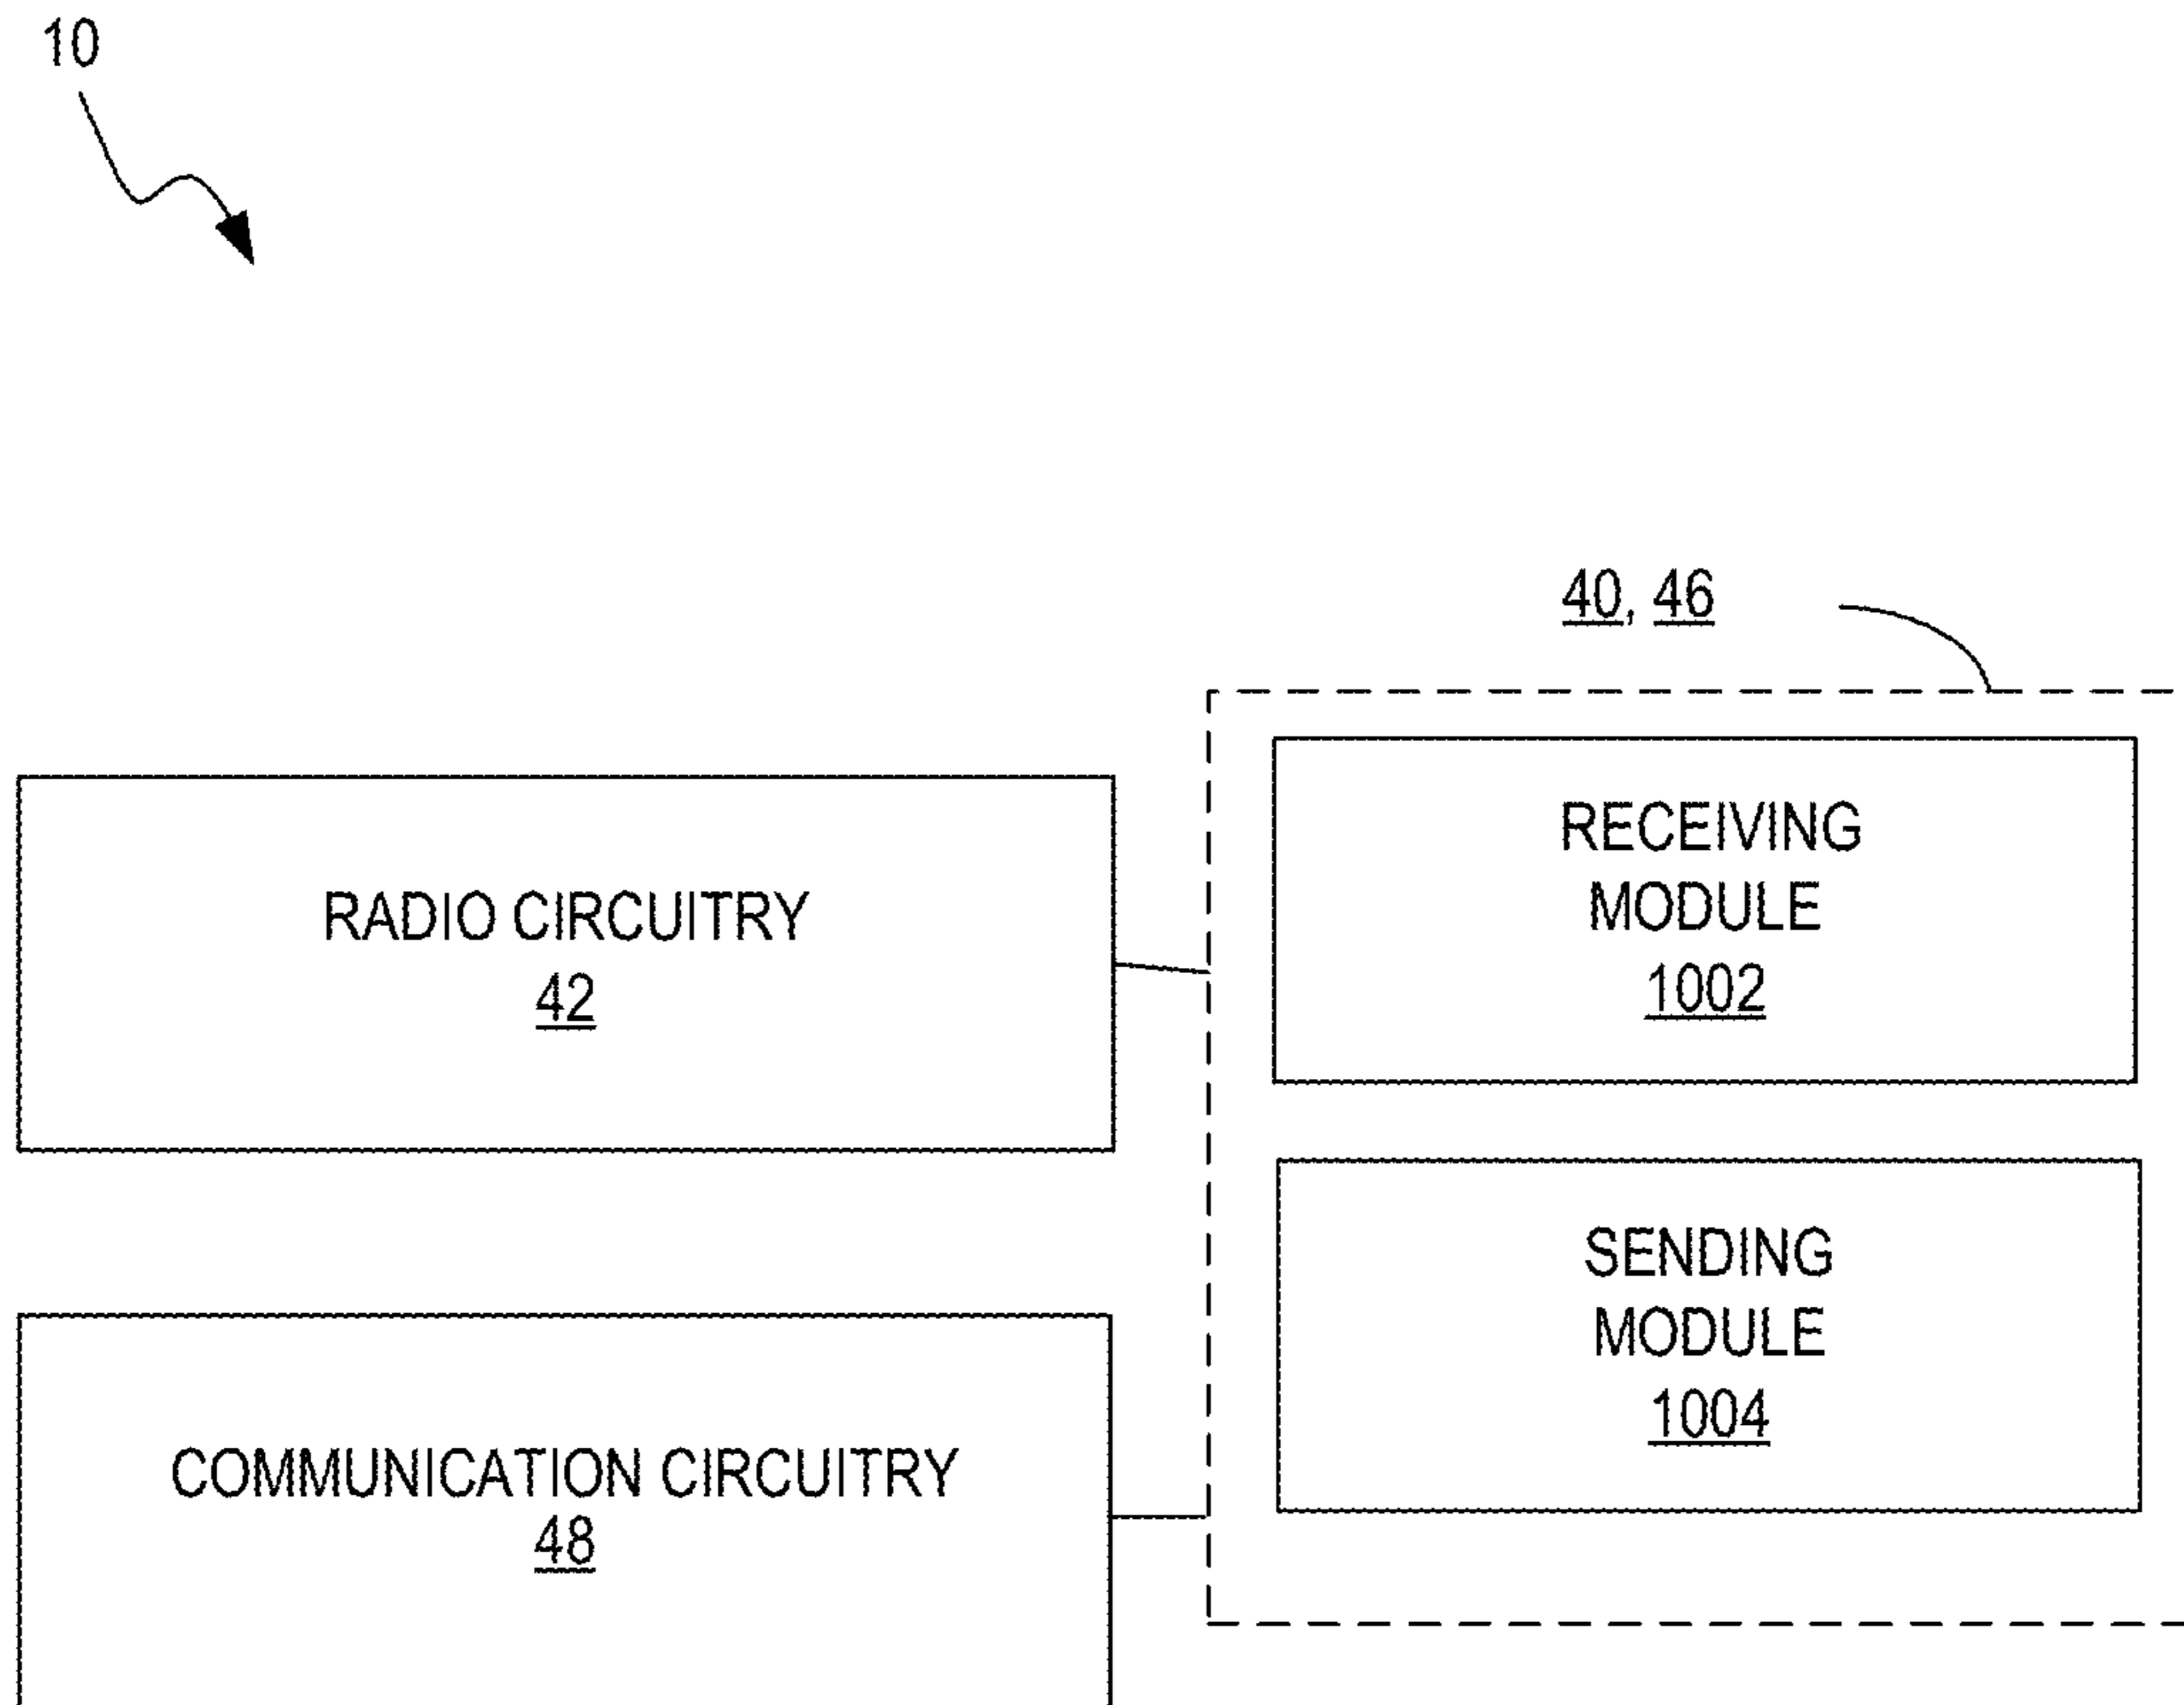 10
40, 46
RADIO CIRCUITRY
42
RECEIVING
MODULE
1002
COMMUNICATION CIRCUITRY
48
SENDING
MODULE
1004